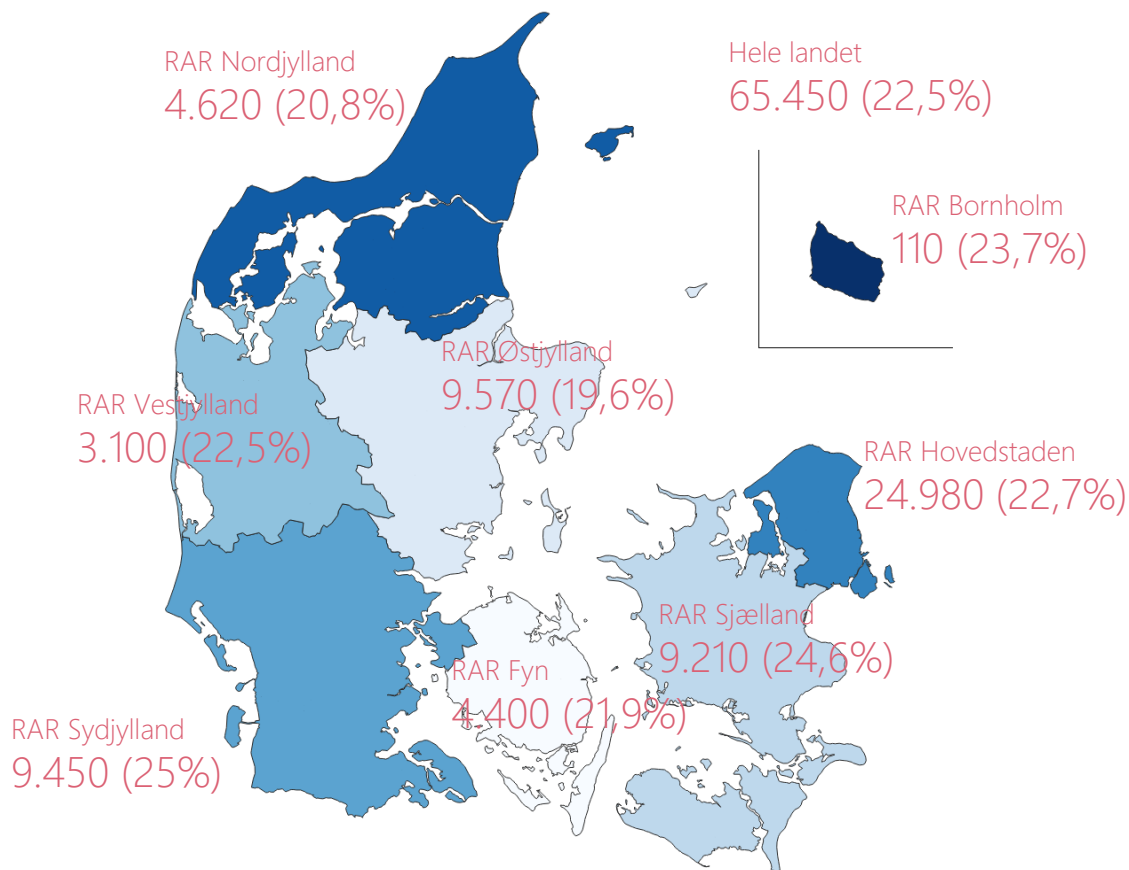 RAR Nordjylland
4.620 (20,8%)
Hele landet
65.450 (22,5%)
RAR Bornholm
110 (23,7%)
RAR Østjylland
9.570 (19,6%)
RAR Vestjylland
3.100 (22,5%)
RAR Hovedstaden
24.980 (22,7%)
RAR Sjælland
9.210 (24,6%)
RAR Fyn
4.400 (21,9%)
RAR Sydjylland
9.450 (25%)